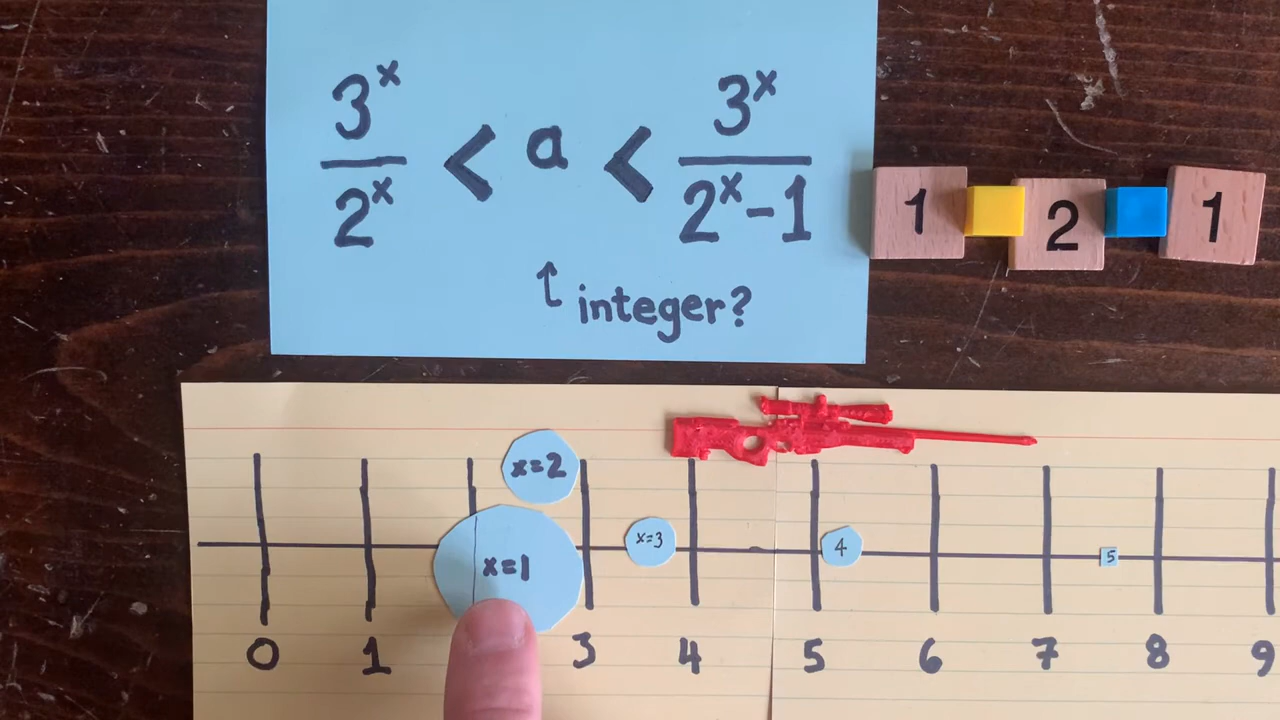 3^x / 2^x < a < 3^x / 2^x-1
↑ integer?
1 2 1
x=2
x=1
x=3
4
5
0 1 3 4 5 6 7 8 9